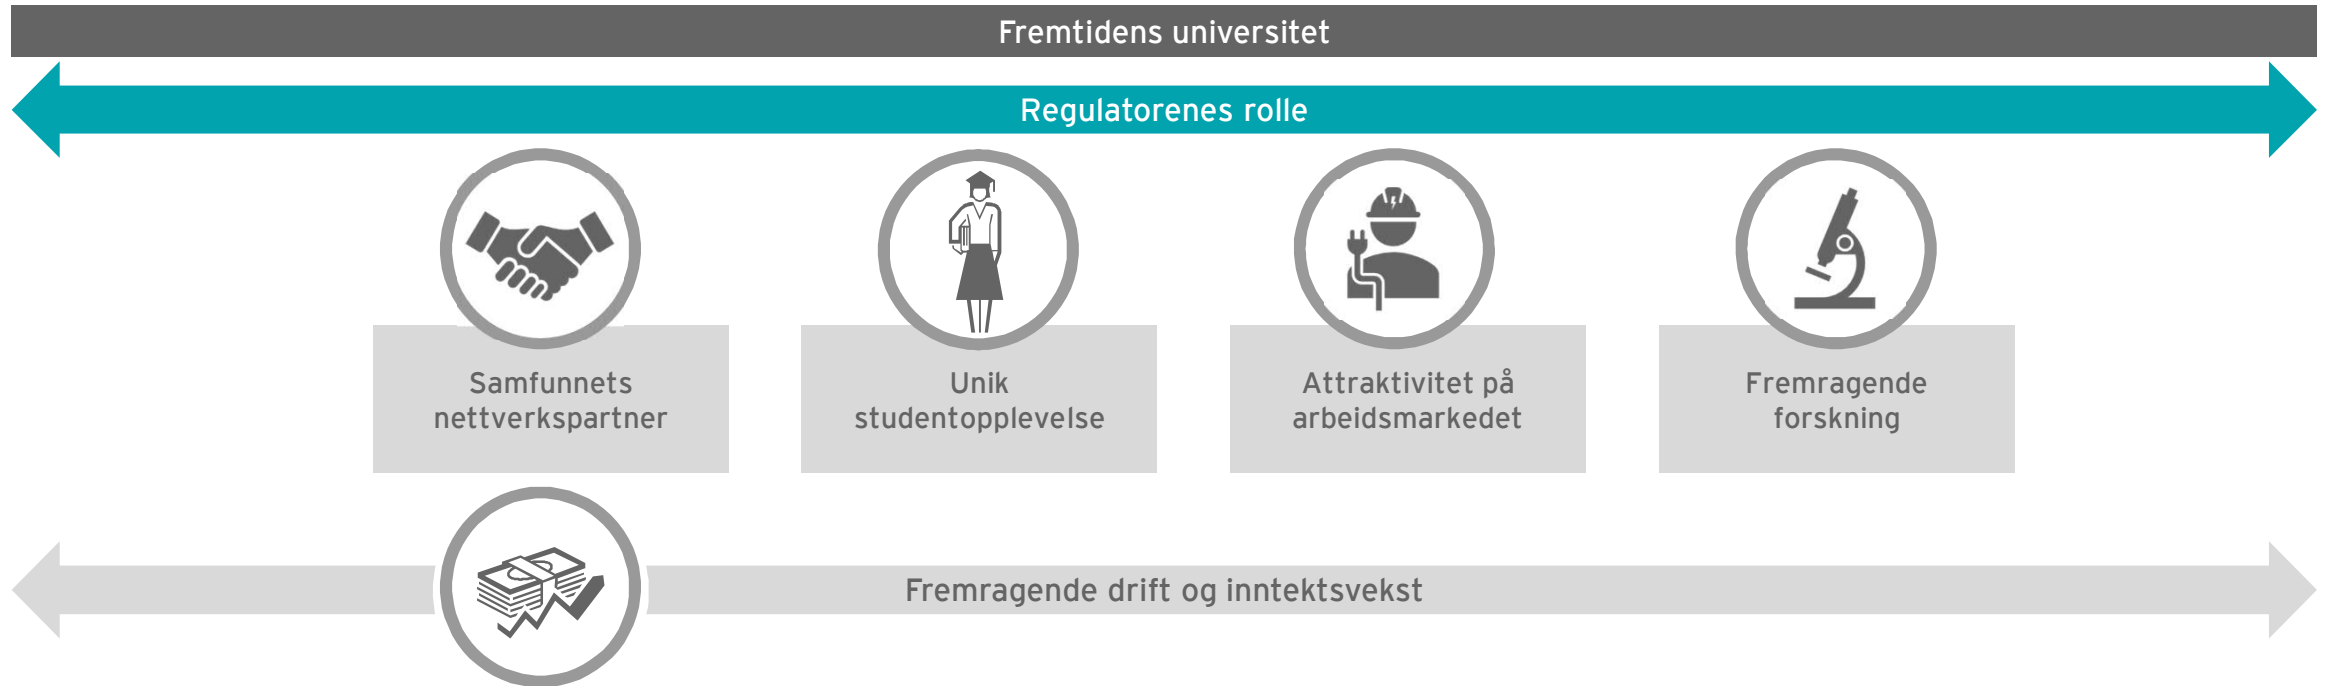 Fremtidens universitet
Regulatorenes rolle
Samfunnets
nettverkspartner
Unik
studentopplevelse
Attraktivitet på
arbeidsmarkedet
Fremragende
forskning
Fremragende drift og inntektsvekst